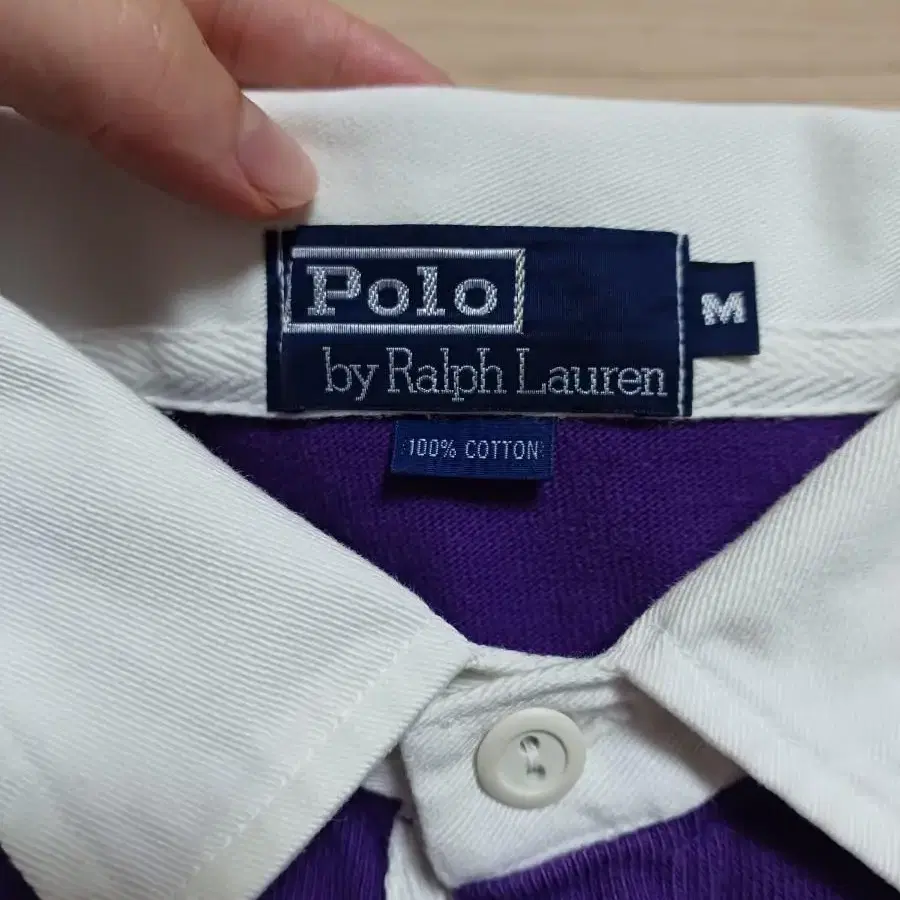 Polo
by Ralph Lauren
M
100% COTTON